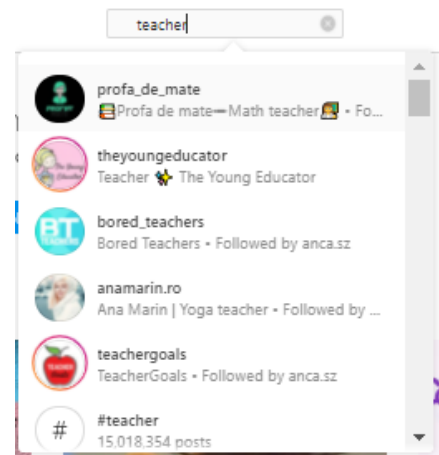 teacher
profa_de_mate
📚Profa de mate➖Math teacher👩‍🏫 • Fo...
theyoungeducator
Teacher ✨ The Young Educator
BT
TEACHERS
bored_teachers
Bored Teachers • Followed by anca.sz
anamarin.ro
Ana Marin | Yoga teacher • Followed by ...
teachergoals
TeacherGoals • Followed by anca.sz
#
#teacher
15,018,354 posts